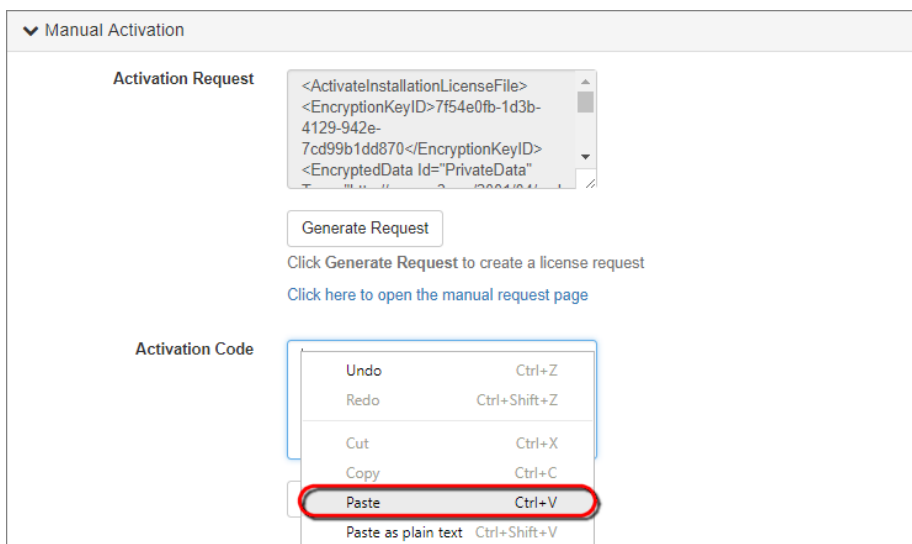 Manual Activation
Activation Request
<ActivateInstallationLicenseFile>
<EncryptionKeyID>7f54e0fb-1d3b-
4129-942e-
7cd99b1dd870</EncryptionKeyID>
<EncryptedData Id="PrivateData"
Generate Request
Click Generate Request to create a license request
Click here to open the manual request page
Activation Code
Undo Ctrl+Z
Redo Ctrl+Shift+Z
Cut Ctrl+X
Copy Ctrl+C
Paste Ctrl+V
Paste as plain text Ctrl+Shift+V